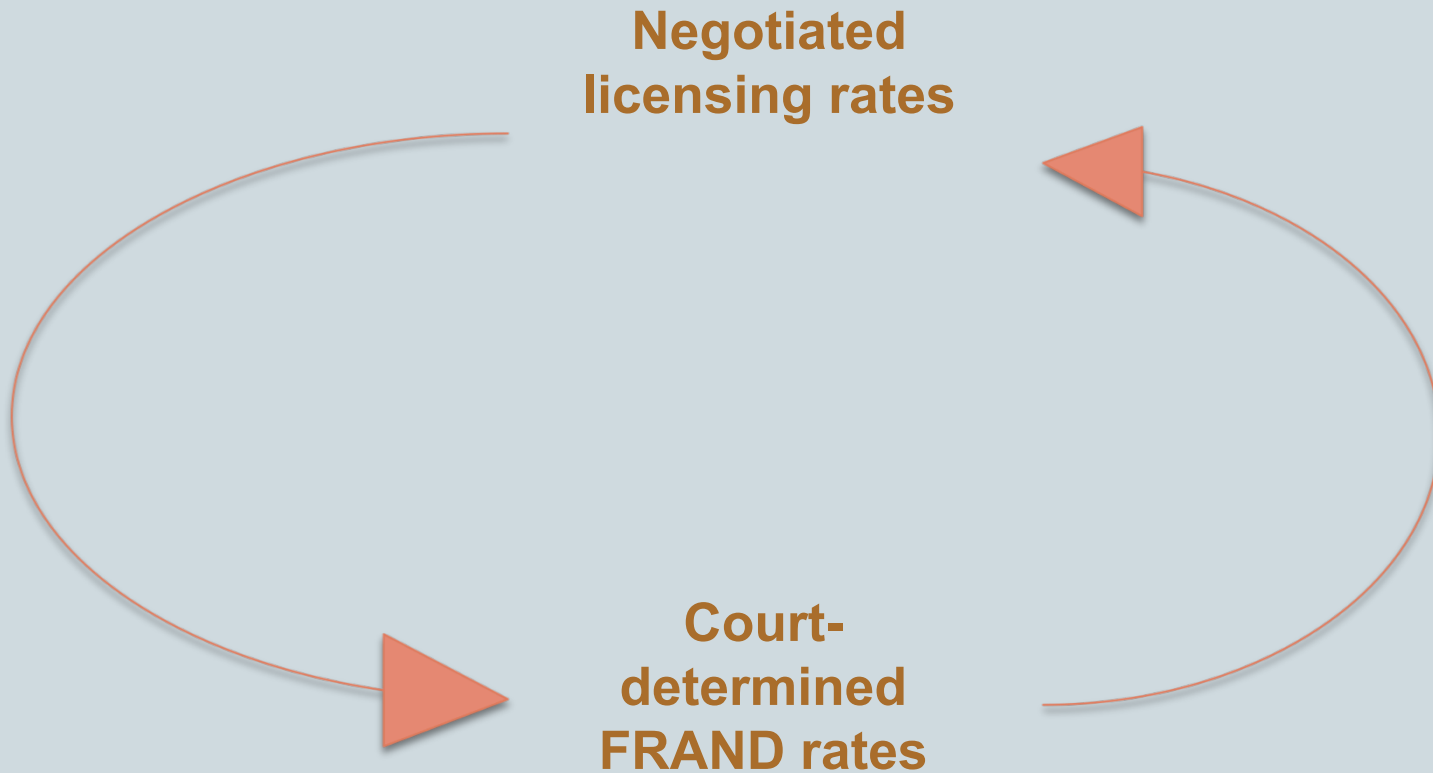 Negotiated
licensing rates
Court-
determined
FRAND rates